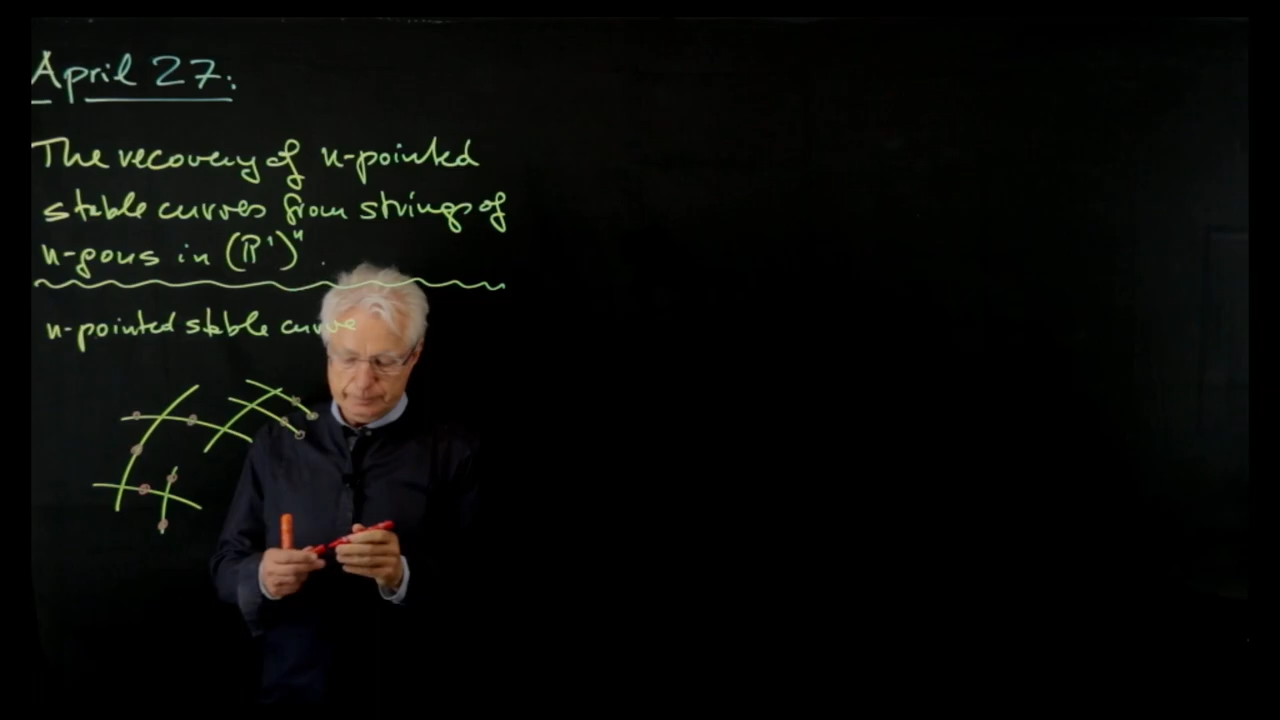 April 27:
The recovery of n-pointed
stable curves from strings of
n-gons in (P¹)ⁿ.
n-pointed stable curve